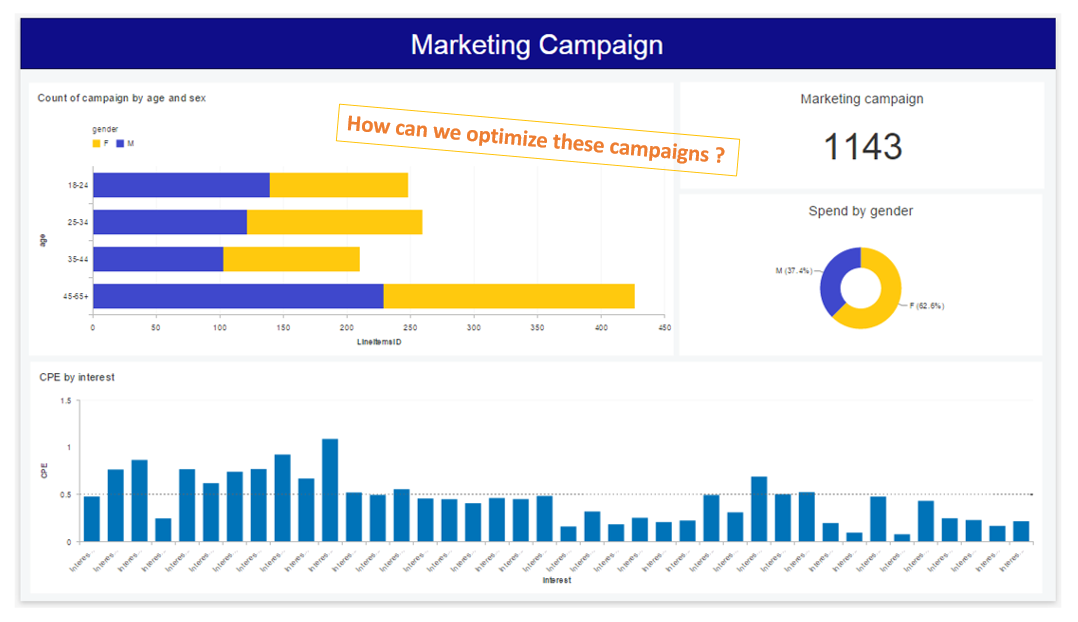 Marketing Campaign
Count of campaign by age and sex
gender
F M
How can we optimize these campaigns ?
18-24
25-34
35-44
45-65+
age
0 50 100 150 200 250 300 350 400 450
LineItemsID
Marketing campaign
1143
Spend by gender
M (37.4%)
F (62.6%)
CPE by interest
1.5
1
0.5
0
CPE
Interes... Interes... Interes... Interes... Interes... Interes... Interes... Interes... Interes... Interes... Interes... Interes... Interes... Interes... Interes... Interes... Interes... Interes... Interes... Interes... Interes... Interes... Interes... Interes... Interes... Interes... Interes... Interes... Interes... Interes... Interes... Interes... Interes... Interes... Interes... Interes... Interes... Interes... Interes... Interes...
Interest